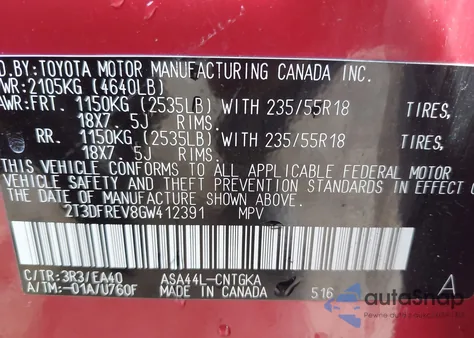 D.BY: TOYOTA MOTOR MANUFACTURING CANADA INC.
WR: 2105KG (4640LB)
AWR: FRT. 1150KG (2535LB) WITH 235/55R18 TIRES,
18X7. 5J RIMS.
RR. 1150KG (2535LB) WITH 235/55R18 TIRES,
18X7. 5J RIMS.
THIS VEHICLE CONFORMS TO ALL APPLICABLE FEDERAL MOTOR
VEHICLE SAFETY AND THEFT PREVENTION STANDARDS IN EFFECT O
THE DATE OF MANUFACTURE SHOWN ABOVE.
2T3DFREV8GW412391 MPV
C/TR: 3R3/EA40 ASA44L-CNTGKA A
A/TM: -01A/U760F MADE IN CANADA 516
autosnap